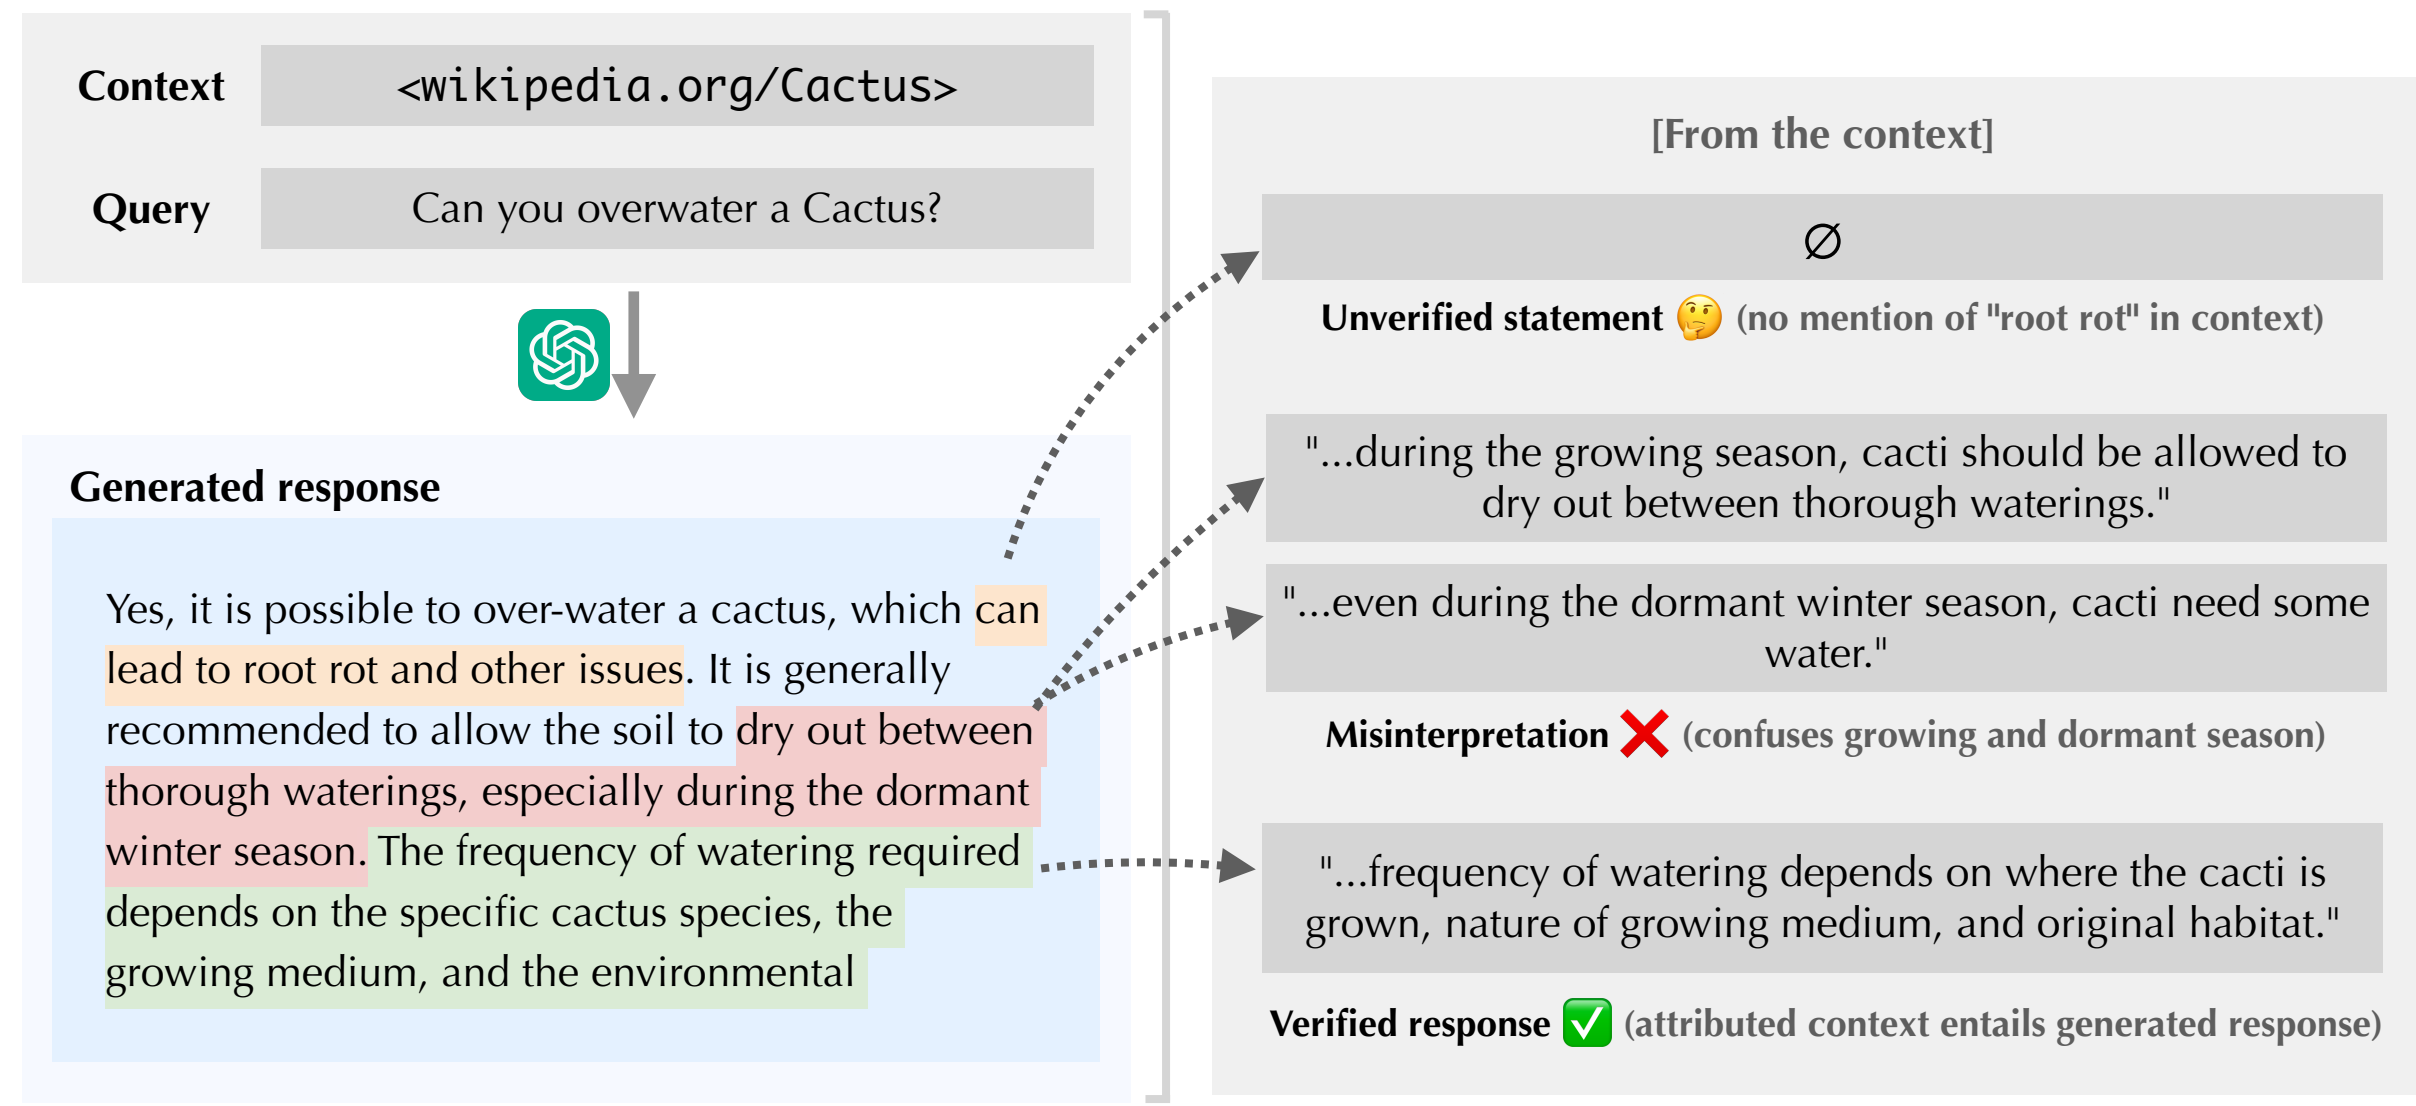 Context
<wikipedia.org/Cactus>
Query
Can you overwater a Cactus?
Generated response
Yes, it is possible to over-water a cactus, which can
lead to root rot and other issues. It is generally
recommended to allow the soil to dry out between
thorough waterings, especially during the dormant
winter season. The frequency of watering required
depends on the specific cactus species, the
growing medium, and the environmental
[From the context]
∅
Unverified statement 🤔 (no mention of "root rot" in context)
"...during the growing season, cacti should be allowed to
dry out between thorough waterings."
"...even during the dormant winter season, cacti need some
water."
Misinterpretation ❌ (confuses growing and dormant season)
"...frequency of watering depends on where the cacti is
grown, nature of growing medium, and original habitat."
Verified response ✅ (attributed context entails generated response)